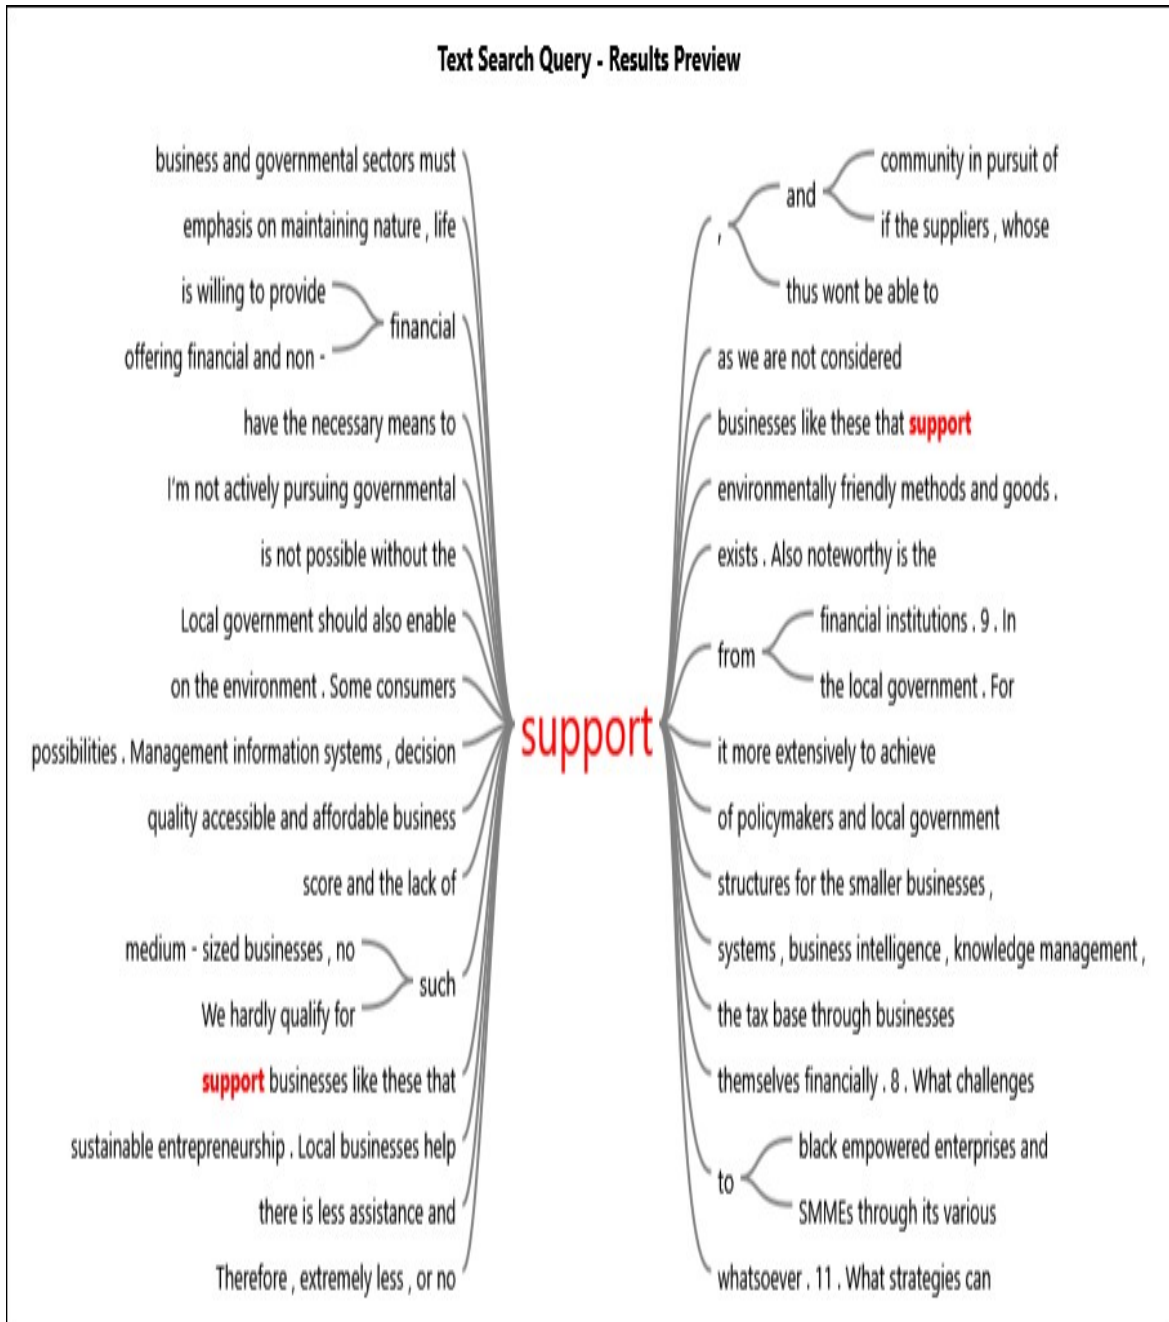 Text Search Query - Results Preview
business and governmental sectors must
emphasis on maintaining nature , life
is willing to provide
offering financial and non -
financial
have the necessary means to
I'm not actively pursuing governmental
is not possible without the
Local government should also enable
on the environment . Some consumers
possibilities . Management information systems , decision
quality accessible and affordable business
score and the lack of
medium - sized businesses , no
We hardly qualify for
such
support businesses like these that
sustainable entrepreneurship . Local businesses help
there is less assistance and
Therefore , extremely less , or no
support
,
and
community in pursuit of
if the suppliers , whose
thus wont be able to
as we are not considered
businesses like these that support
environmentally friendly methods and goods .
exists . Also noteworthy is the
from
financial institutions . 9 . In
the local government . For
it more extensively to achieve
of policymakers and local government
structures for the smaller businesses ,
systems , business intelligence , knowledge management ,
the tax base through businesses
themselves financially . 8 . What challenges
to
black empowered enterprises and
SMMEs through its various
whatsoever . 11 . What strategies can